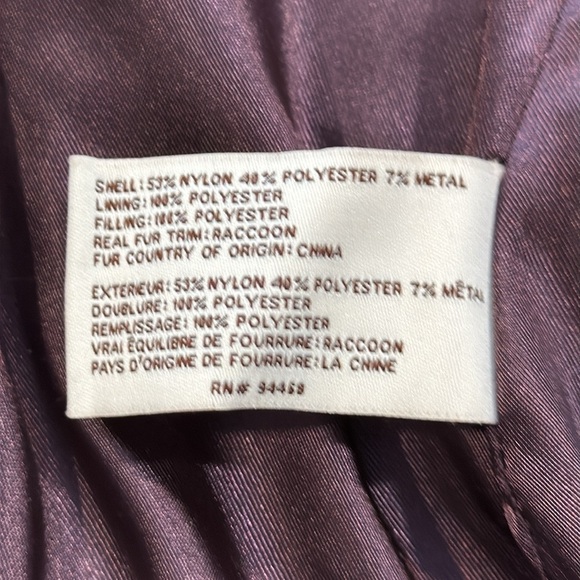 SHELL: 53% NYLON 40% POLYESTER 7% METAL
LINING: 100% POLYESTER
FILLING: 100% POLYESTER
REAL FUR TRIM: RACCOON
FUR COUNTRY OF ORIGIN: CHINA
EXTERIEUR: 53% NYLON 40% POLYESTER 7% MÉTAL
DOUBLURE: 100% POLYESTER
REMPLISSAGE: 100% POLYESTER
VRAI ÉQUILIBRE DE FOURRURE: RACCOON
PAYS D'ORIGINE DE FOURRURE: LA CHINE
RN# 94459